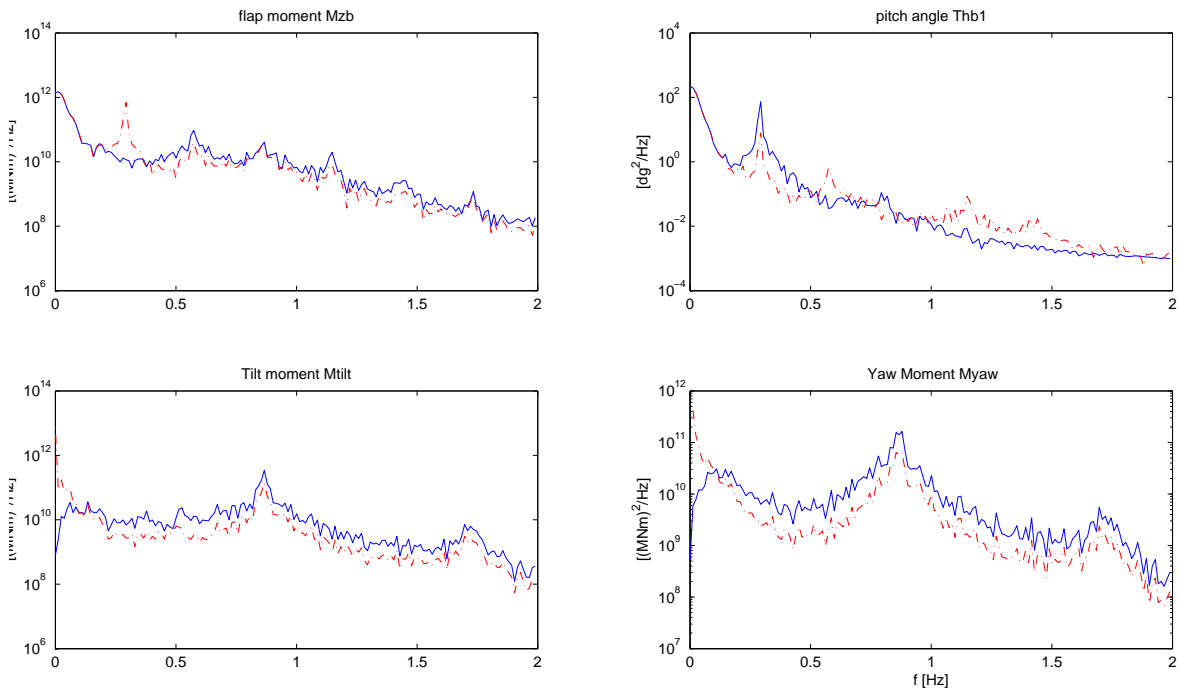 flap moment Mzb
10^14
10^12
10^10
10^8
10^6
0 0.5 1 1.5 2
pitch angle Thb1
[dg^2/Hz]
10^4
10^2
10^0
10^−2
10^−4
0 0.5 1 1.5 2
Tilt moment Mtilt
10^14
10^12
10^10
10^8
10^6
0 0.5 1 1.5 2
Yaw Moment Myaw
[(MNm)^2/Hz]
10^12
10^11
10^10
10^9
10^8
10^7
0 0.5 1 1.5 2
f [Hz]